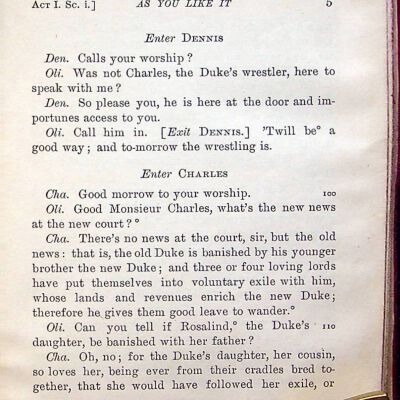 ACT I. Sc. i.] AS YOU LIKE IT 5
Enter DENNIS
Den. Calls your worship?
Oli. Was not Charles, the Duke's wrestler, here to
speak with me?
Den. So please you, he is here at the door and im-
portunes access to you.
Oli. Call him in. [Exit DENNIS.] 'Twill be° a
good way; and to-morrow the wrestling is.
Enter CHARLES
Cha. Good morrow to your worship. 100
Oli. Good Monsieur Charles, what's the new news
at the new court?°
Cha. There's no news at the court, sir, but the old
news: that is, the old Duke is banished by his younger
brother the new Duke; and three or four loving lords
have put themselves into voluntary exile with him,
whose lands and revenues enrich the new Duke;
therefore he gives them good leave to wander.°
Oli. Can you tell if Rosalind,° the Duke's 110
daughter, be banished with her father?
Cha. Oh, no; for the Duke's daughter, her cousin,
so loves her, being ever from their cradles bred to-
gether, that she would have followed her exile, or